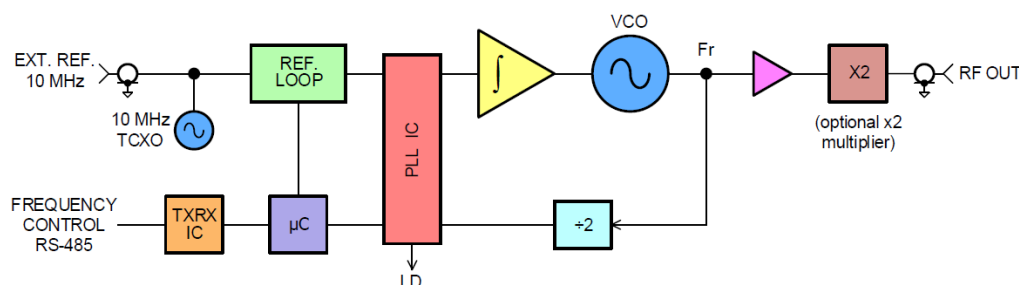 EXT. REF.
10 MHz
REF.
LOOP
10 MHz
TCXO
PLL IC
∫
VCO
Fr
X2
RF OUT
(optional x2
multiplier)
FREQUENCY
CONTROL
RS-485
TXRX
IC
µC
÷2
LD